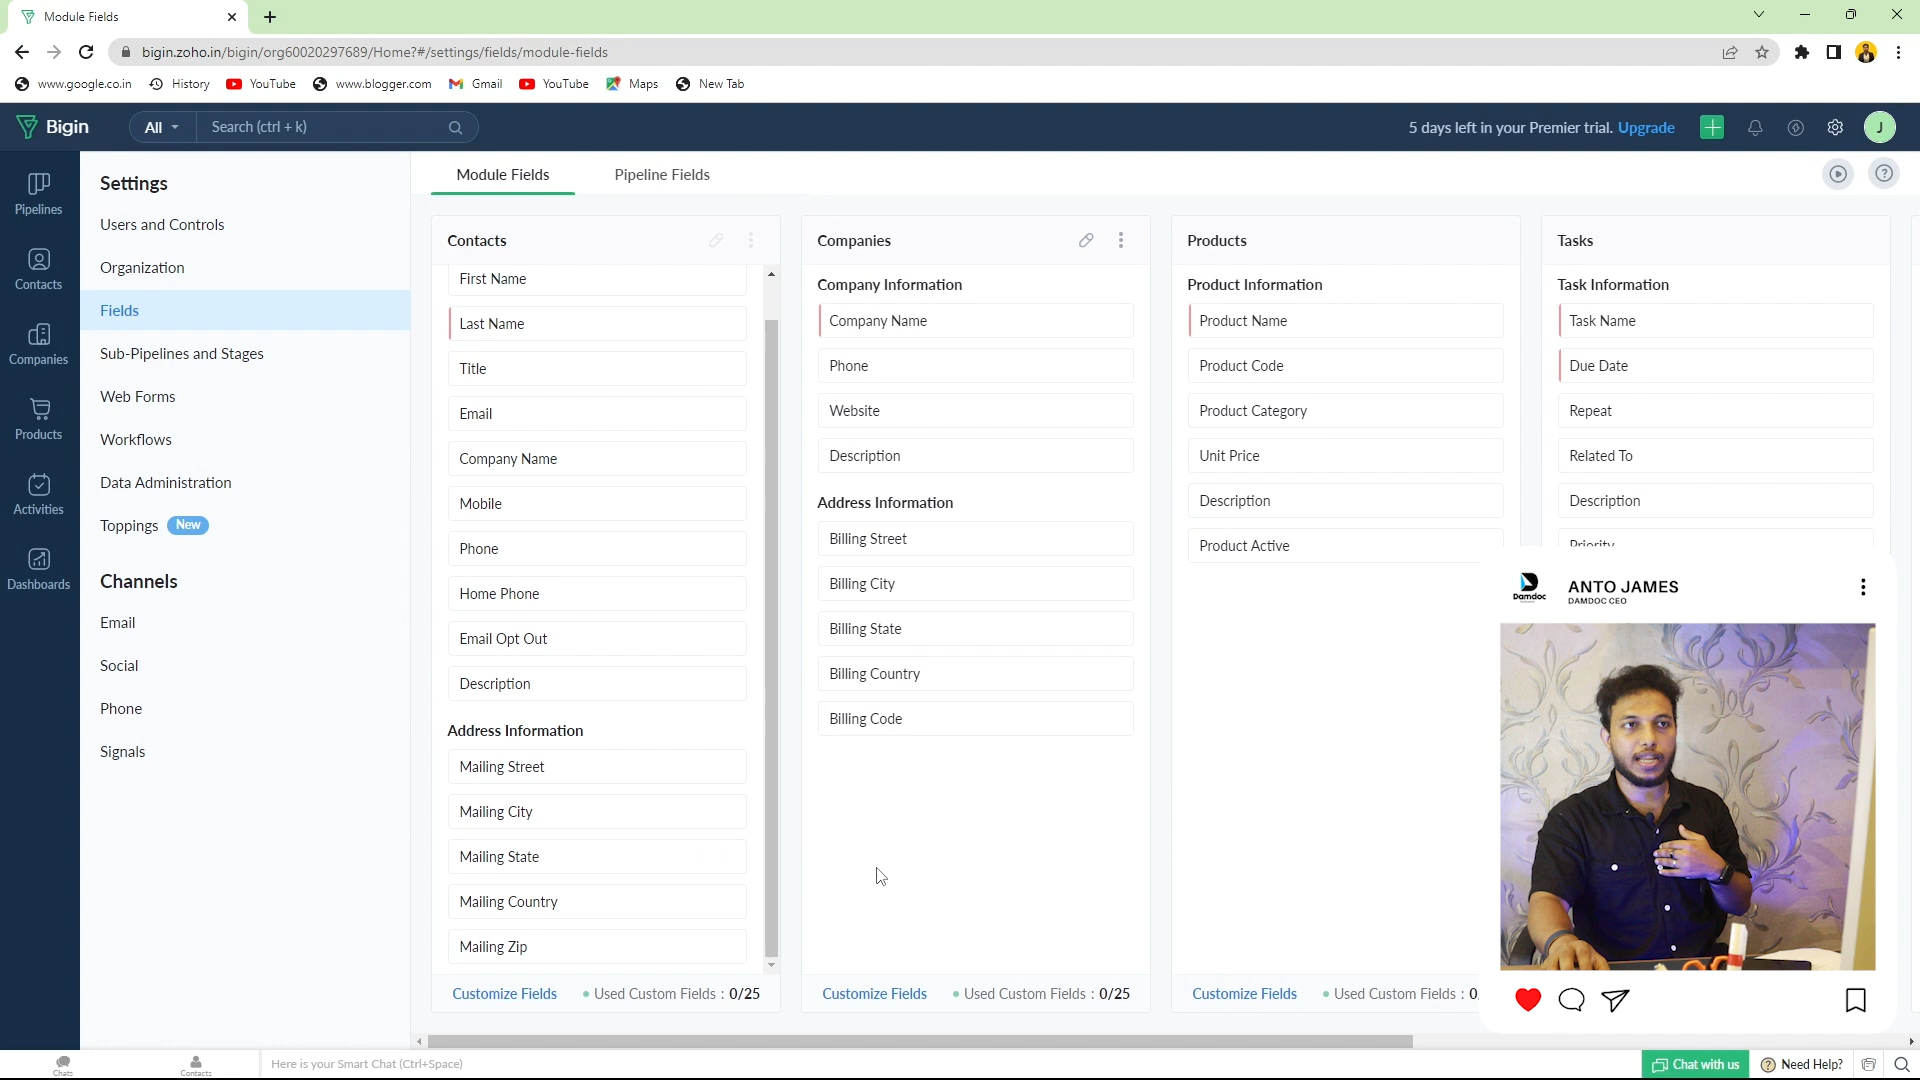 Module Fields
bigin.zoho.in/bigin/org60020297689/Home?#/settings/fields/module-fields
www.google.co.in History YouTube www.blogger.com Gmail YouTube Maps New Tab
Bigin All Search (ctrl + k) 5 days left in your Premier trial. Upgrade J
Pipelines
Contacts
Companies
Products
Activities
Dashboards
Settings
Users and Controls
Organization
Fields
Sub-Pipelines and Stages
Web Forms
Workflows
Data Administration
Toppings New
Channels
Email
Social
Phone
Signals
Module Fields Pipeline Fields
Contacts
First Name
Last Name
Title
Email
Company Name
Mobile
Phone
Home Phone
Email Opt Out
Description
Address Information
Mailing Street
Mailing City
Mailing State
Mailing Country
Mailing Zip
Customize Fields Used Custom Fields : 0/25
Companies
Company Information
Company Name
Phone
Website
Description
Address Information
Billing Street
Billing City
Billing State
Billing Country
Billing Code
Customize Fields Used Custom Fields : 0/25
Products
Product Information
Product Name
Product Code
Product Category
Unit Price
Description
Product Active
Customize Fields Used Custom Fields : 0
Tasks
Task Information
Task Name
Due Date
Repeat
Related To
Description
Priority
Damdoc
ANTO JAMES
DAMDOC CEO
Chats Contacts Here is your Smart Chat (Ctrl+Space) Chat with us Need Help?